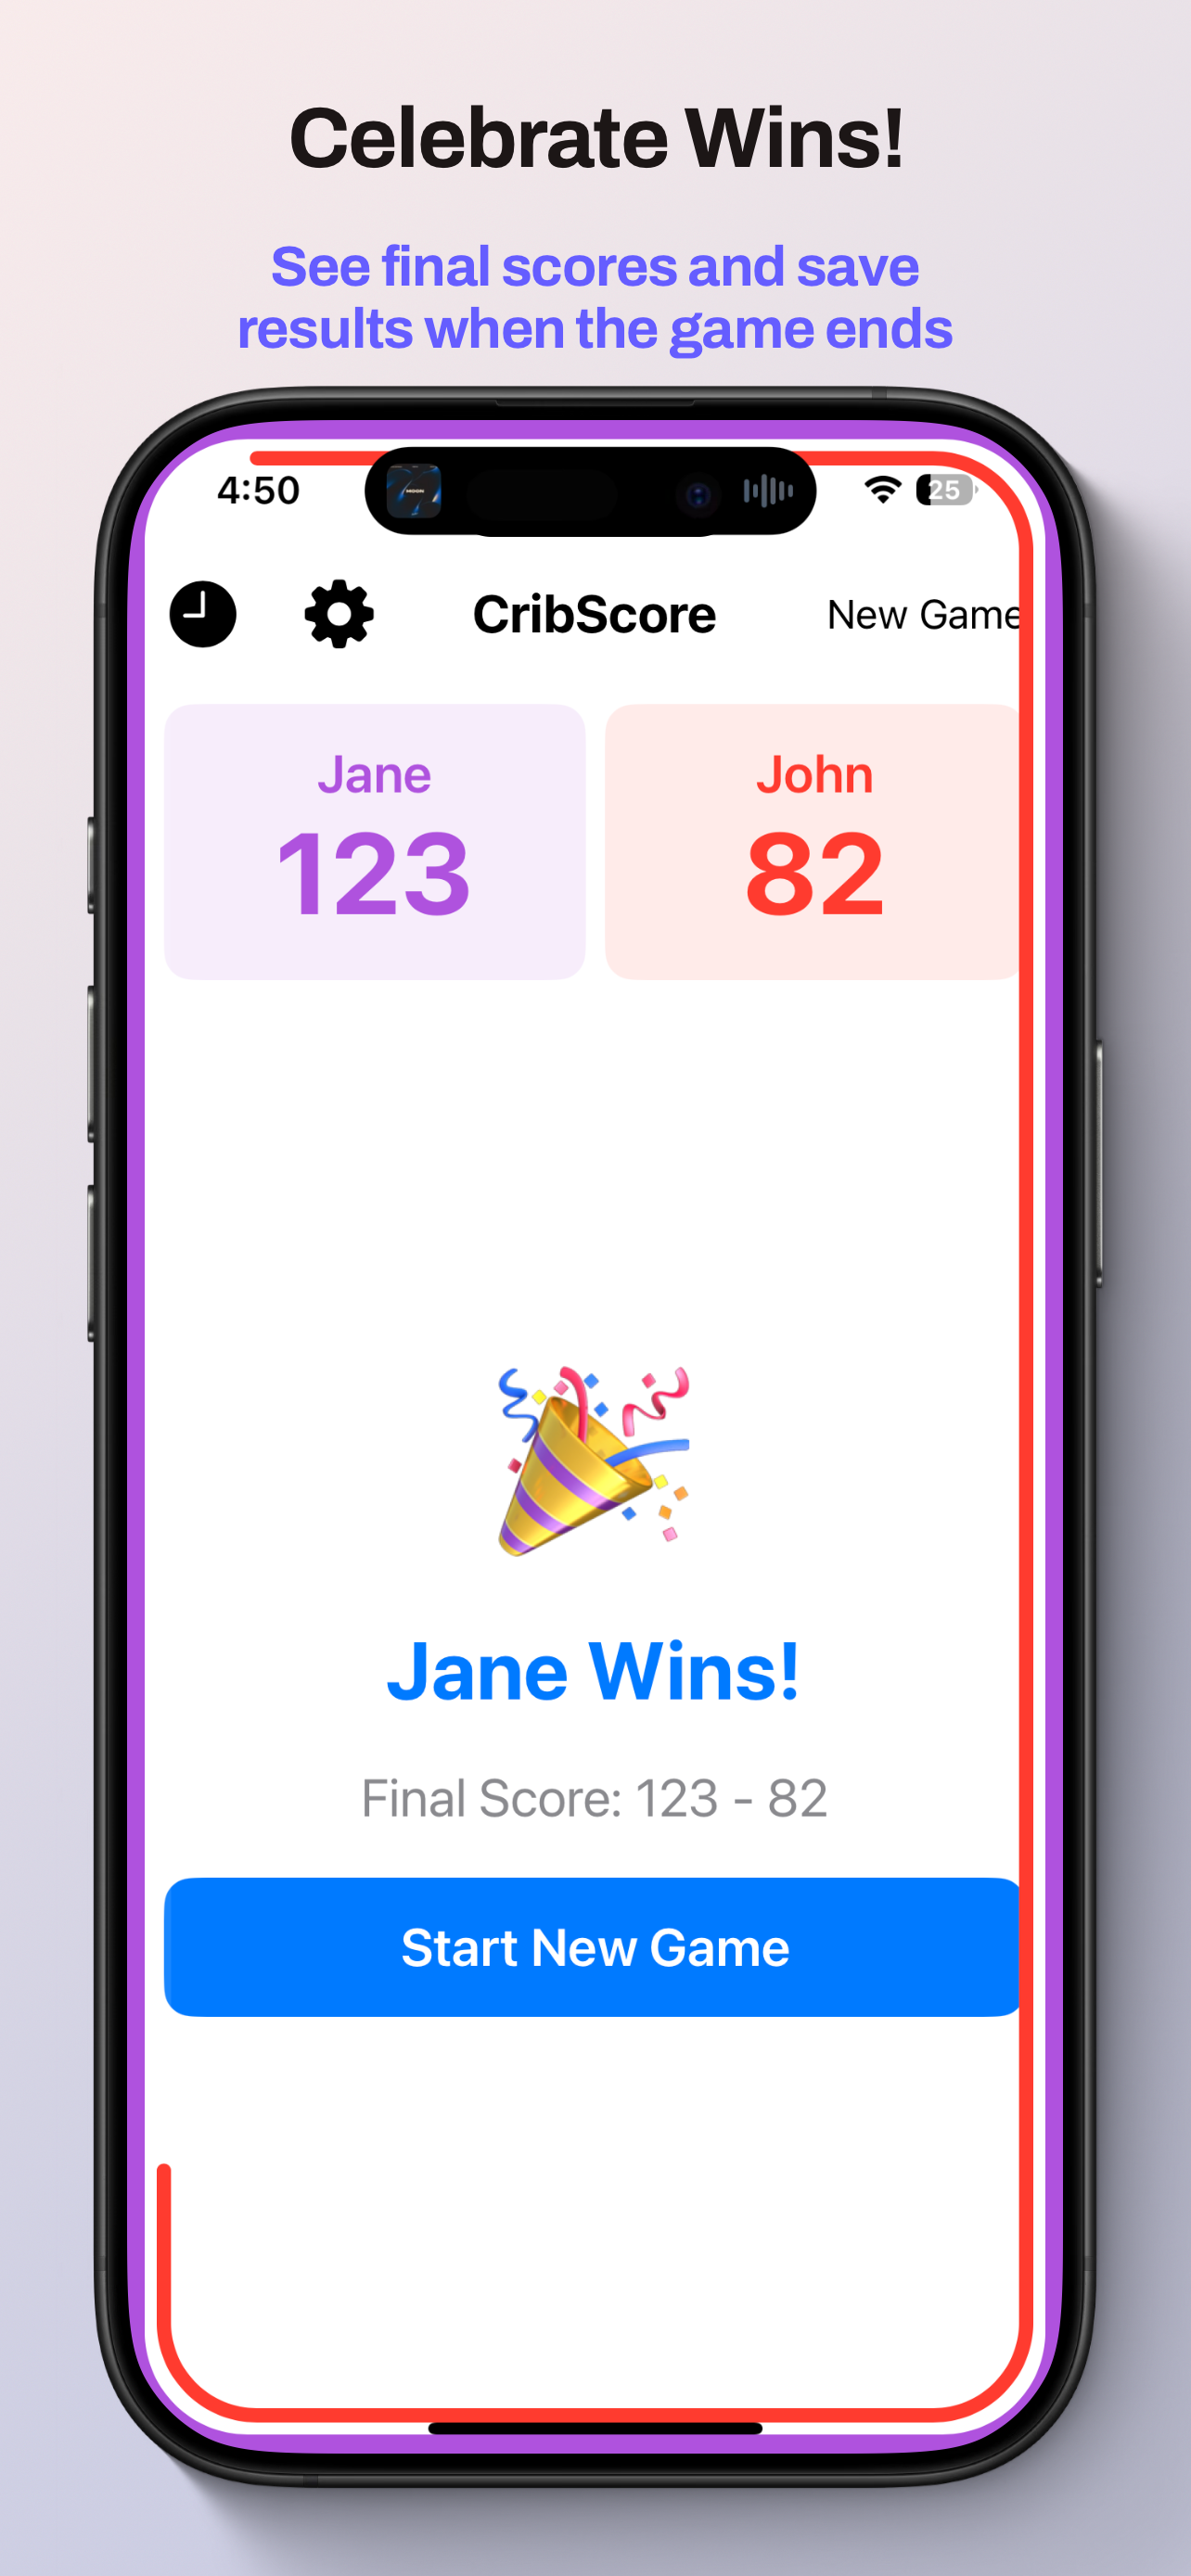 Celebrate Wins!
See final scores and save
results when the game ends
4:50
25
CribScore
New Game
Jane
123
John
82
Jane Wins!
Final Score: 123 - 82
Start New Game